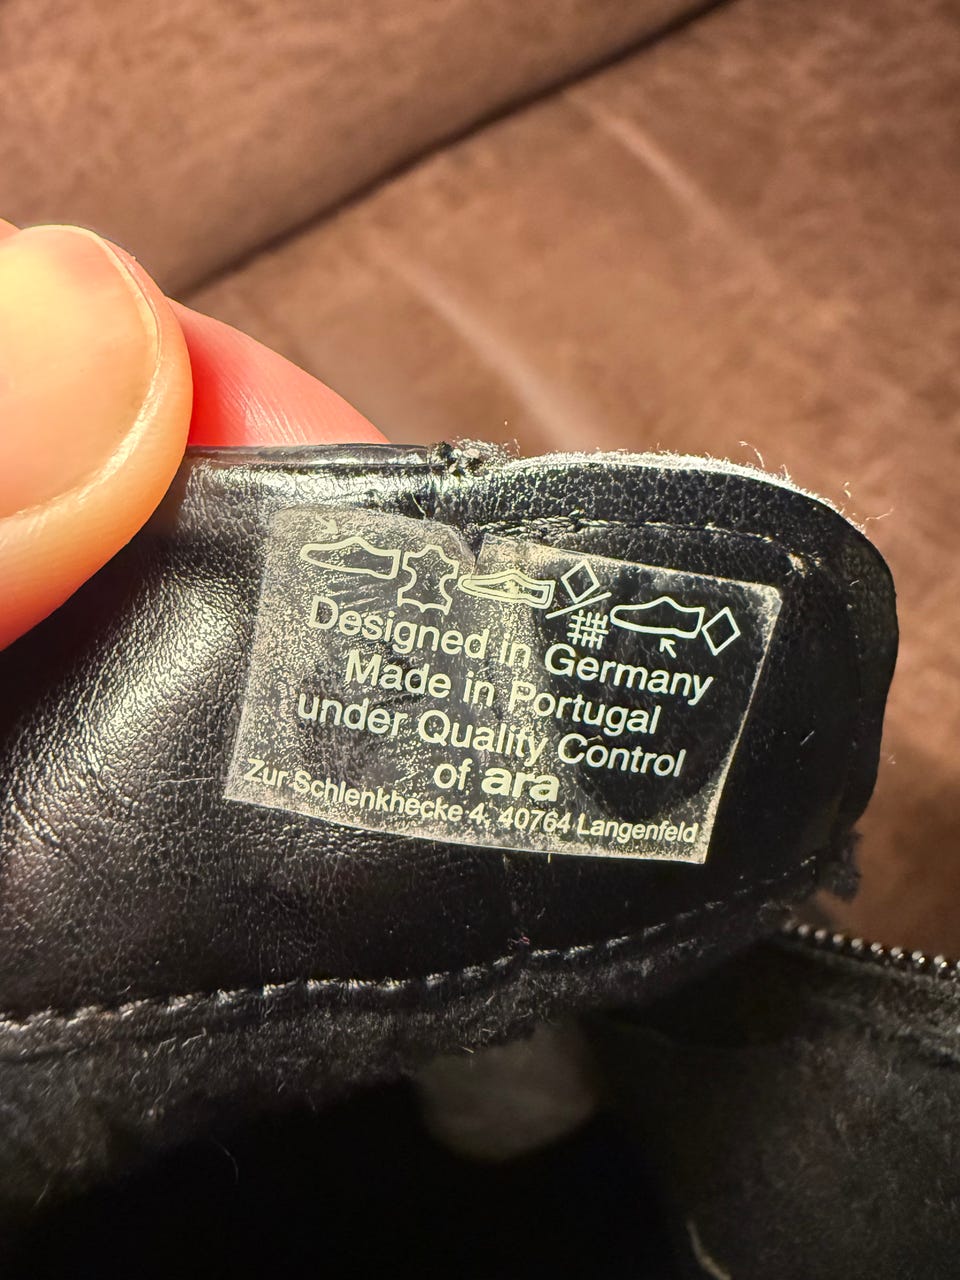 Designed in Germany
Made in Portugal
under Quality Control
of ara
Zur Schlenkhecke 4, 40764 Langenfeld